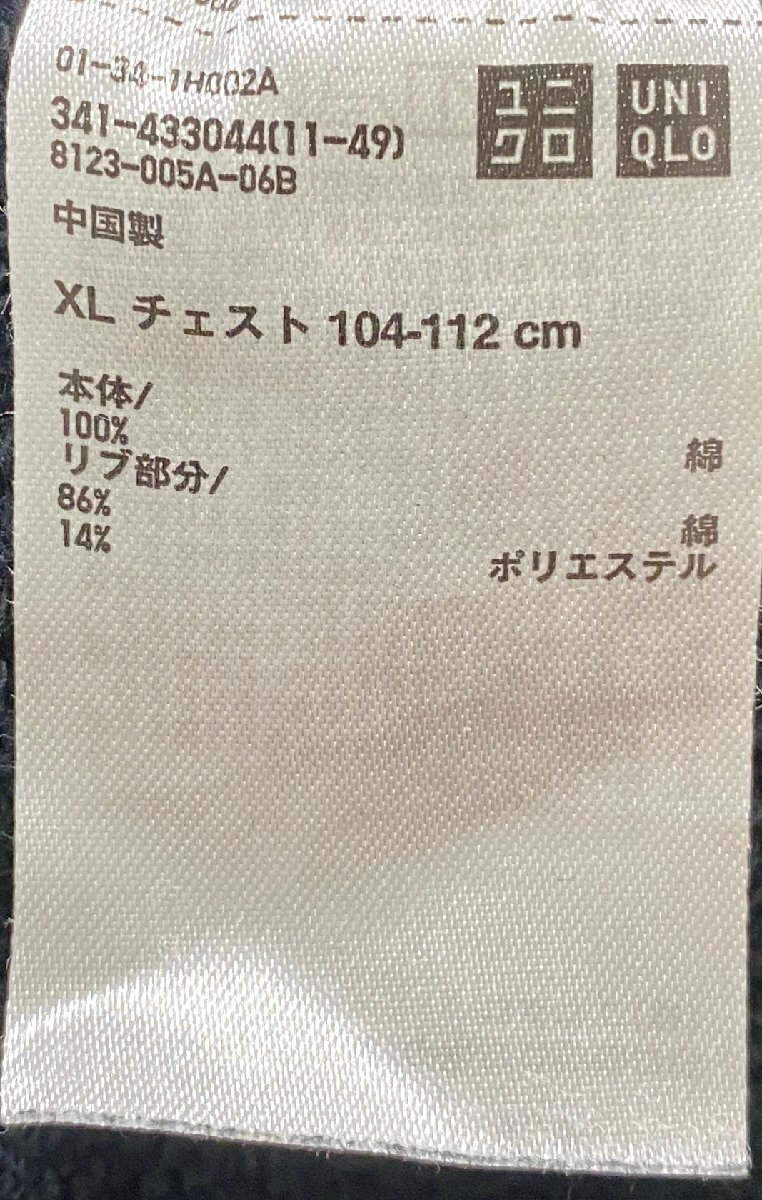 01-34-1H002A
341-433044(11-49)
8123-005A-06B
ユニ
クロ
UNI
QLO
中国製
XL チェスト 104-112 cm
本体/
100% 綿
リブ部分/
86% 綿
14% ポリエステル